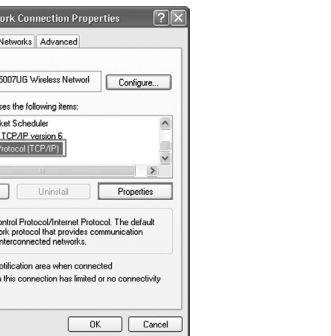 ork Connection Properties
Networks Advanced
5007UG Wireless Network
Configure...
ses the following items:
ket Scheduler
TCP/IP version 6
Protocol (TCP/IP)
Uninstall Properties
ontrol Protocol/Internet Protocol. The default
ork protocol that provides communication
nterconnected networks.
otification area when connected
this connection has limited or no connectivity
OK Cancel